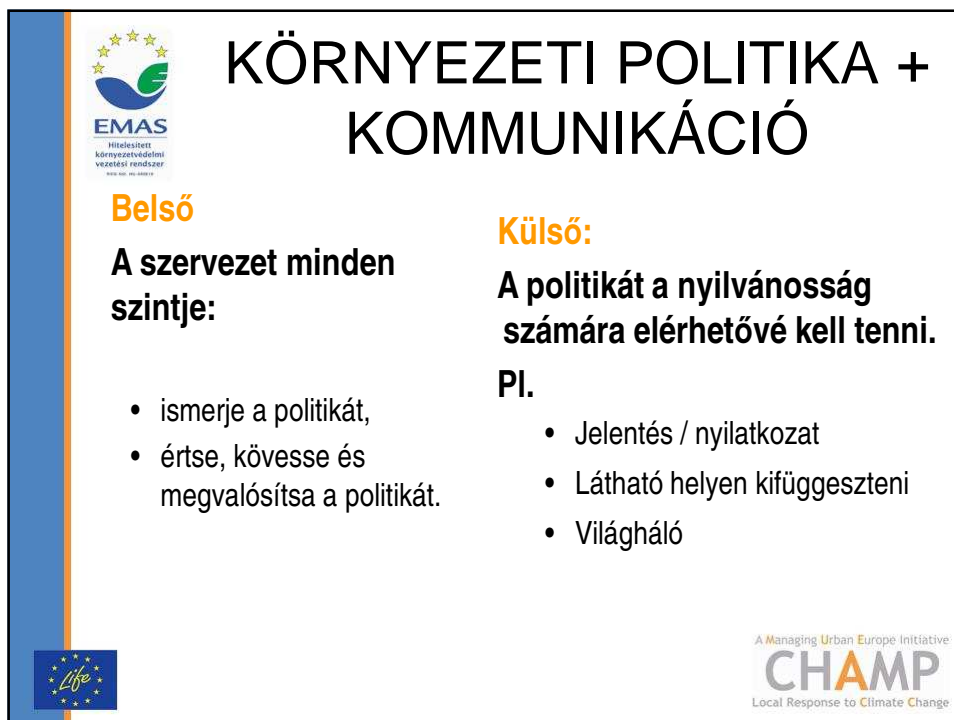 KÖRNYEZETI POLITIKA +
KOMMUNIKÁCIÓ
EMAS
Hitelesített
környezetvédelmi
vezetési rendszer
Belső
A szervezet minden
szintje:
• ismerje a politikát,
• értse, kövesse és
megvalósítsa a politikát.
Külső:
A politikát a nyilvánosság
számára elérhetővé kell tenni.
Pl.
• Jelentés / nyilatkozat
• Látható helyen kifüggeszteni
• Világháló
Life
A Managing Urban Europe Initiative
CHAMP
Local Response to Climate Change